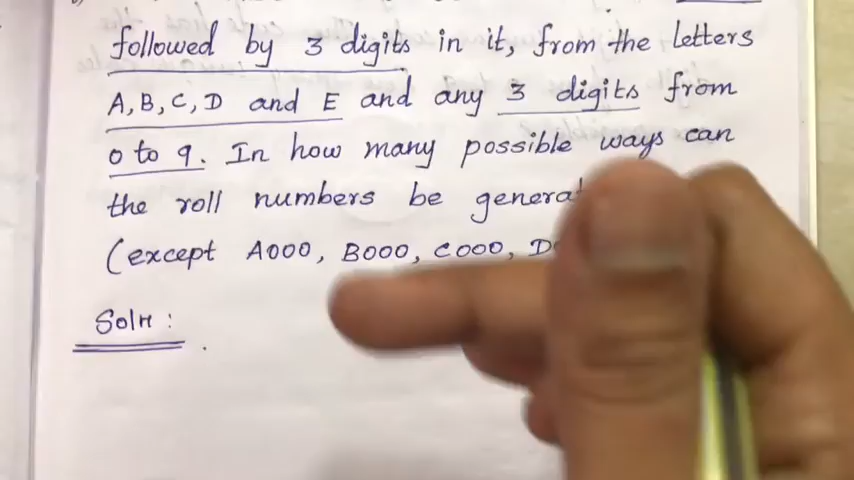 followed by 3 digits in it, from the letters
A, B, C, D and E and any 3 digits from
0 to 9. In how many possible ways can
the roll numbers be
(except A000, B000, C000,
Soln :